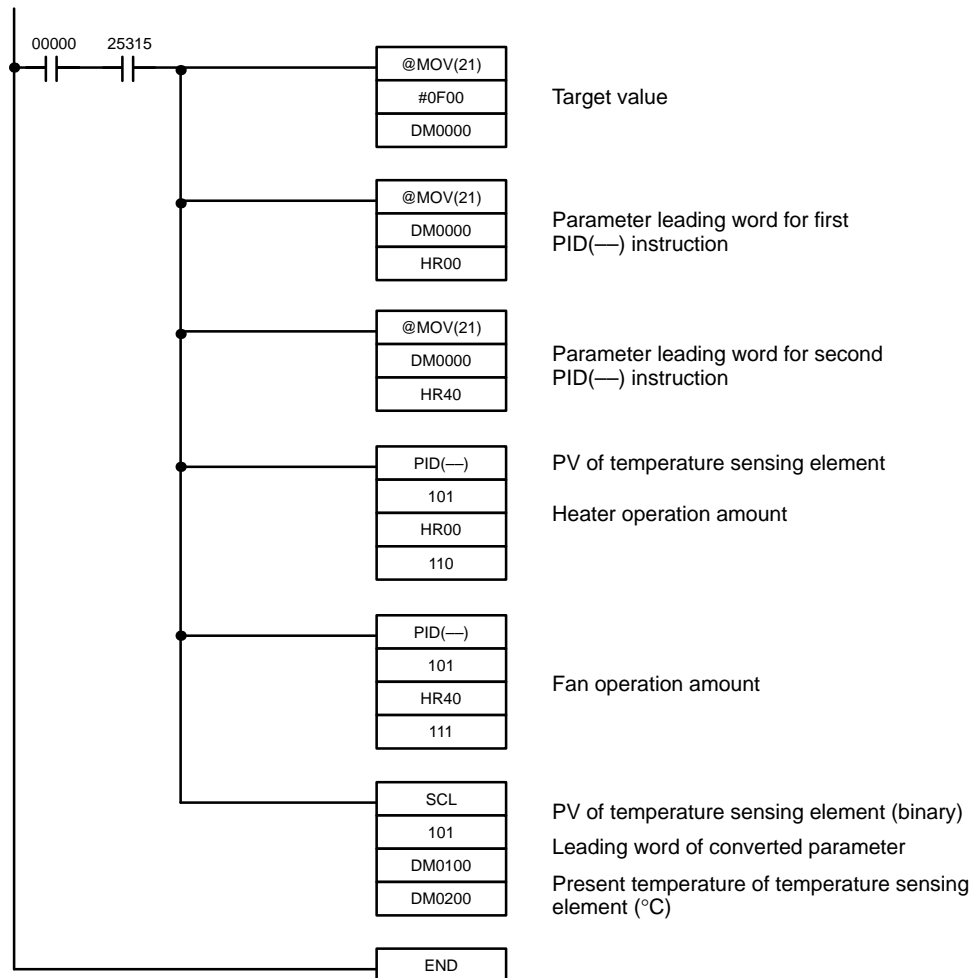 00000 25315
@MOV(21)
#0F00
DM0000
Target value
@MOV(21)
DM0000
HR00
Parameter leading word for first
PID(––) instruction
@MOV(21)
DM0000
HR40
Parameter leading word for second
PID(––) instruction
PID(––)
101
HR00
110
PV of temperature sensing element
Heater operation amount
PID(––)
101
HR40
111
Fan operation amount
SCL
101
DM0100
DM0200
PV of temperature sensing element (binary)
Leading word of converted parameter
Present temperature of temperature sensing
element (°C)
END